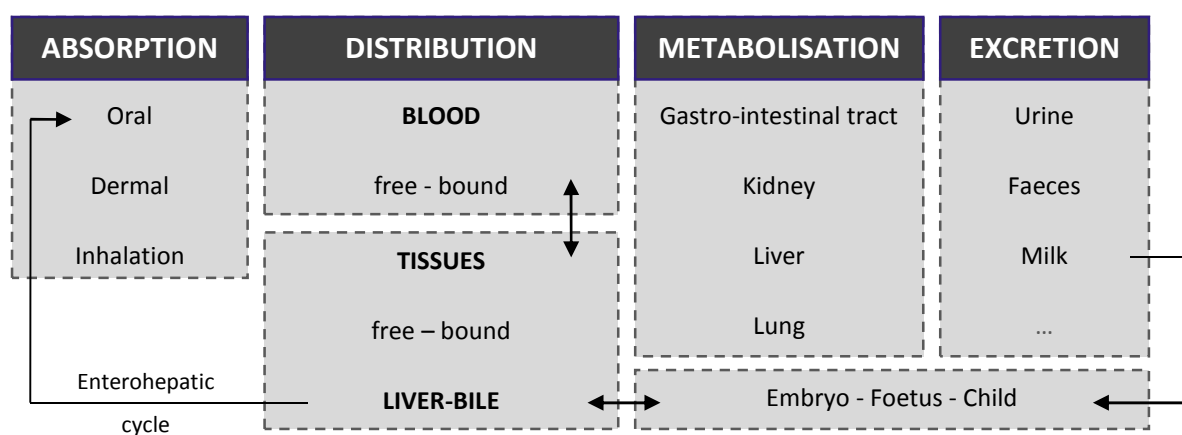 ABSORPTION
Oral
Dermal
Inhalation
Enterohepatic
cycle
DISTRIBUTION
BLOOD
free - bound
TISSUES
free – bound
LIVER-BILE
METABOLISATION
Gastro-intestinal tract
Kidney
Liver
Lung
EXCRETION
Urine
Faeces
Milk
...
Embryo - Foetus - Child